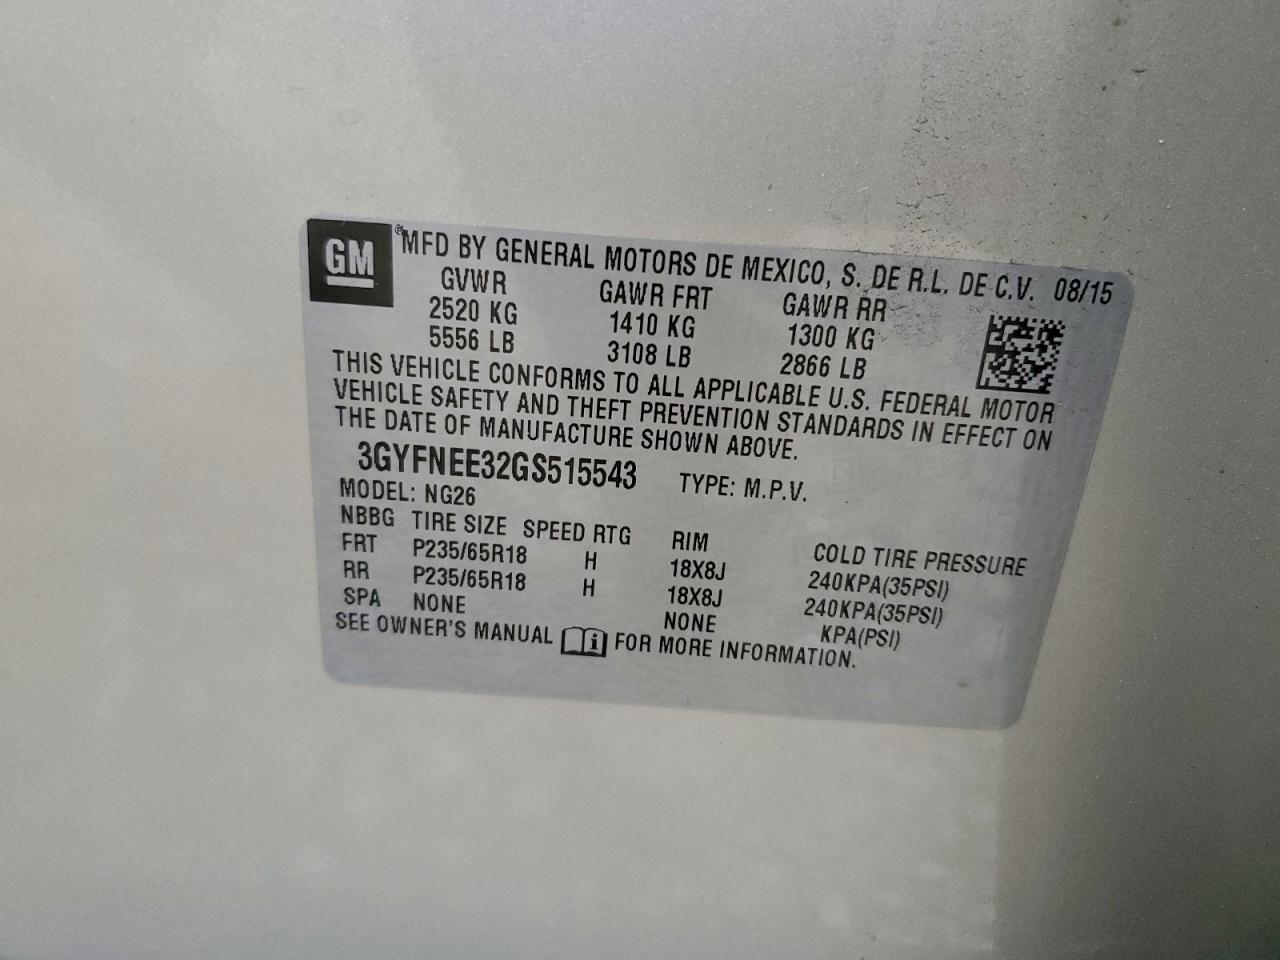 GM ® MFD BY GENERAL MOTORS DE MEXICO, S. DE R.L. DE C.V. 08/15
GVWR GAWR FRT GAWR RR
2520 KG 1410 KG 1300 KG
5556 LB 3108 LB 2866 LB
THIS VEHICLE CONFORMS TO ALL APPLICABLE U.S. FEDERAL MOTOR
VEHICLE SAFETY AND THEFT PREVENTION STANDARDS IN EFFECT ON
THE DATE OF MANUFACTURE SHOWN ABOVE.
3GYFNEE32GS515543 TYPE: M.P.V.
MODEL: NG26
NBBG TIRE SIZE SPEED RTG RIM COLD TIRE PRESSURE
FRT P235/65R18 H 18X8J 240KPA(35PSI)
RR P235/65R18 H 18X8J 240KPA(35PSI)
SPA NONE NONE KPA(PSI)
SEE OWNER'S MANUAL i FOR MORE INFORMATION.